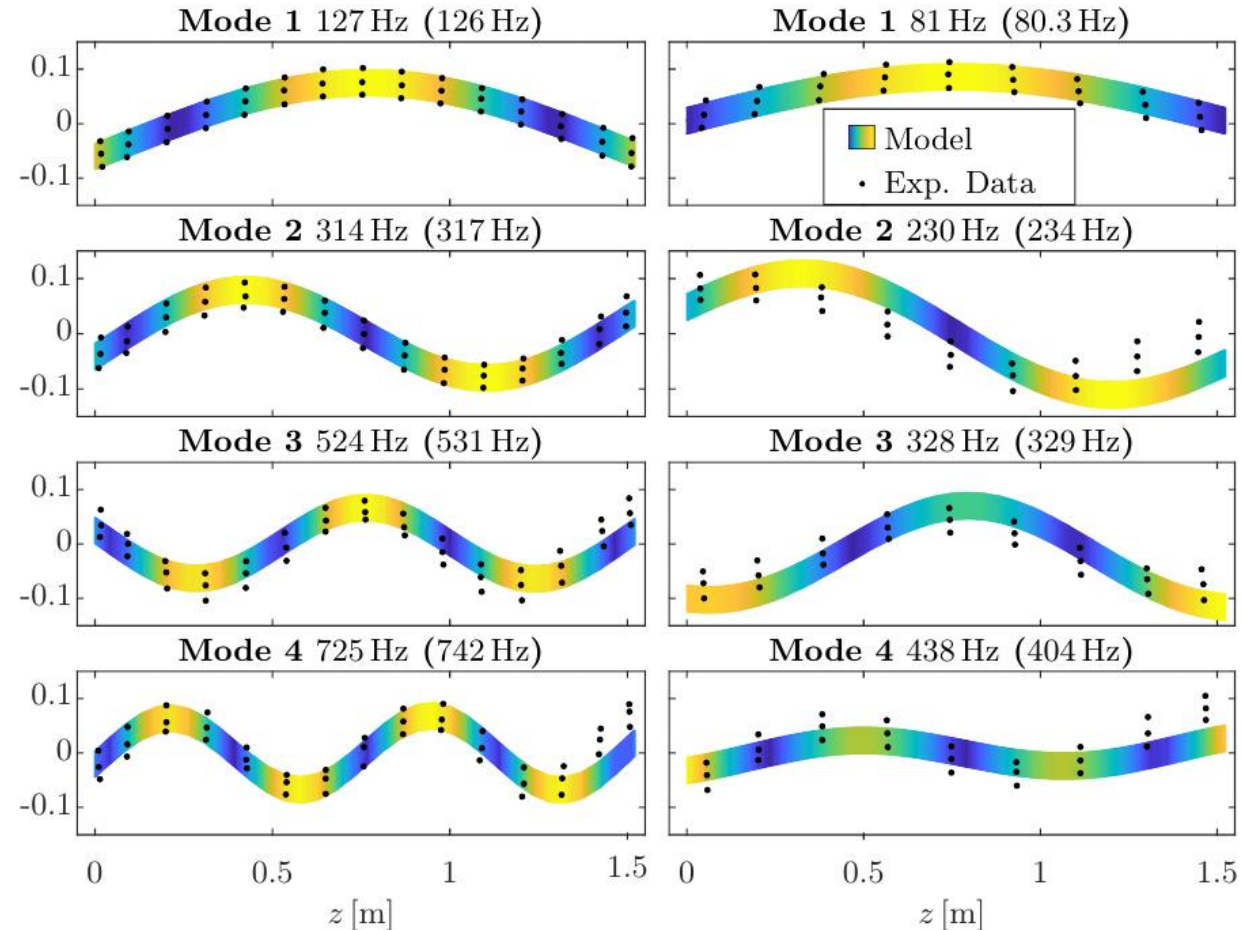 Mode 1 127 Hz (126 Hz)
Mode 1 81 Hz (80.3 Hz)
0.1
0
-0.1
Model
Exp. Data
Mode 2 314 Hz (317 Hz)
Mode 2 230 Hz (234 Hz)
0.1
0
-0.1
Mode 3 524 Hz (531 Hz)
Mode 3 328 Hz (329 Hz)
0.1
0
-0.1
Mode 4 725 Hz (742 Hz)
Mode 4 438 Hz (404 Hz)
0.1
0
-0.1
0 0.5 1 1.5
0 0.5 1 1.5
z [m]
z [m]